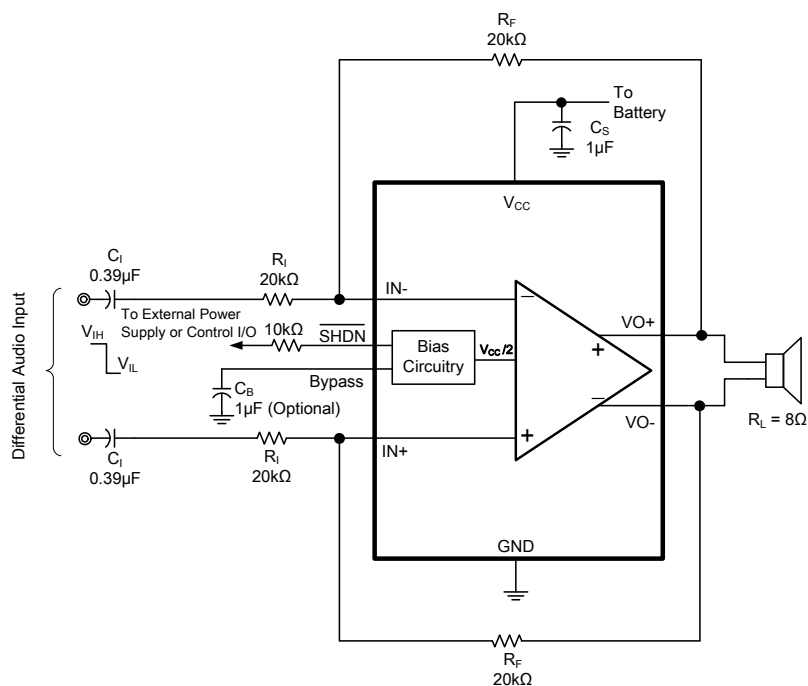 R_F
20kΩ
To
Battery
C_S
1µF
V_CC
C_I
0.39µF
R_I
20kΩ
IN-
To External Power
Supply or Control I/O
10kΩ
SHDN
Differential Audio Input
V_IH
V_IL
Bias
Circuitry
V_CC/2
VO+
Bypass
C_B
1µF (Optional)
VO-
R_L = 8Ω
C_I
0.39µF
R_I
20kΩ
IN+
GND
R_F
20kΩ